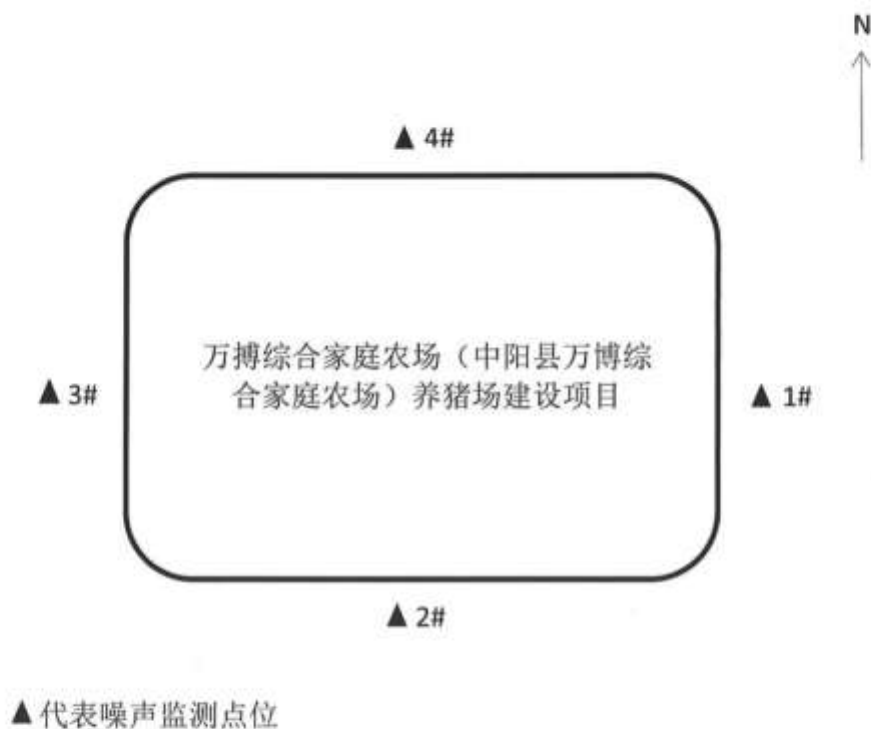 N
▲ 4#
万搏综合家庭农场（中阳县万博综
合家庭农场）养猪场建设项目
▲ 3#
▲ 1#
▲ 2#
▲代表噪声监测点位